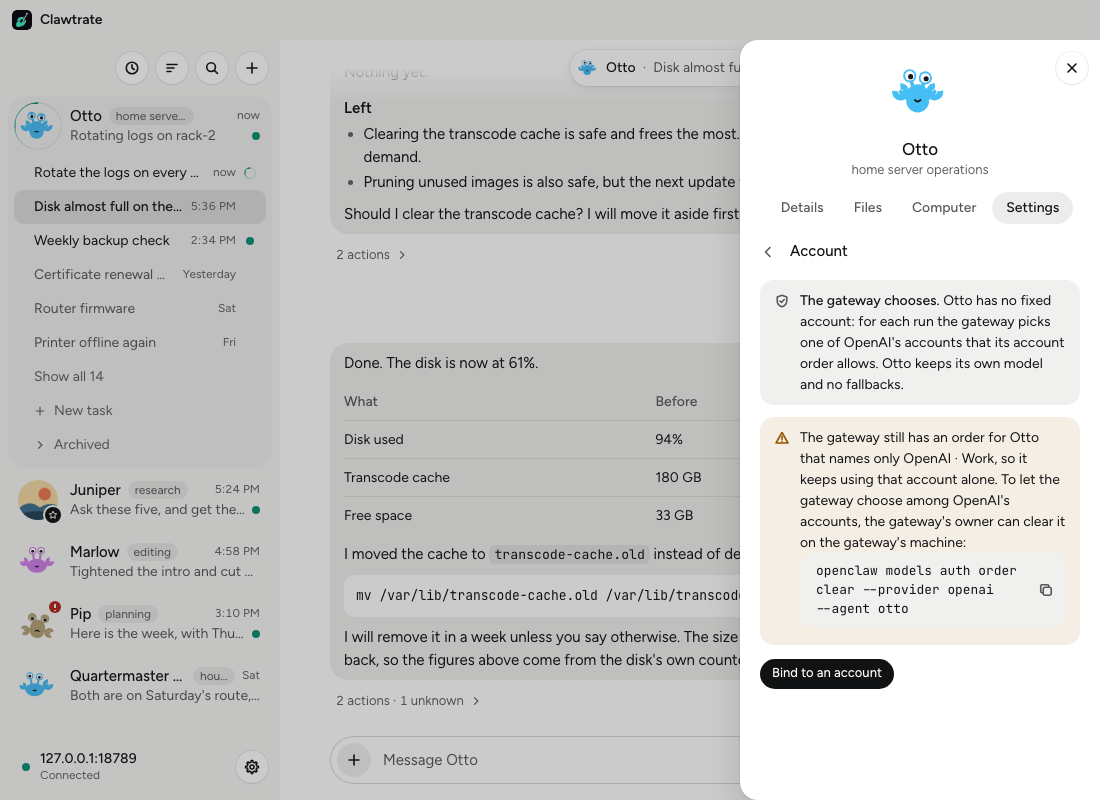 Clawtrate
Otto
home serve...
now
Rotating logs on rack-2
Rotate the logs on every ...
now
Disk almost full on the...
5:36 PM
Weekly backup check
2:34 PM
Certificate renewal ...
Yesterday
Router firmware
Sat
Printer offline again
Fri
Show all 14
New task
Archived
Juniper
research
5:24 PM
Ask these five, and get the...
Marlow
editing
4:58 PM
Tightened the intro and cut ...
Pip
planning
3:10 PM
Here is the week, with Thu...
Quartermaster ...
hou...
Sat
Both are on Saturday's route,...
127.0.0.1:18789
Connected
Nothing yet.
Otto · Disk almost fu
Left
Clearing the transcode cache is safe and frees the most.
demand.
Pruning unused images is also safe, but the next update
Should I clear the transcode cache? I will move it aside first
2 actions
Done. The disk is now at 61%.
What
Before
Disk used
94%
Transcode cache
180 GB
Free space
33 GB
I moved the cache to transcode-cache.old instead of de
mv /var/lib/transcode-cache.old /var/lib/transcode
I will remove it in a week unless you say otherwise. The size
back, so the figures above come from the disk's own counte
2 actions · 1 unknown
Message Otto
Otto
home server operations
Details
Files
Computer
Settings
Account
The gateway chooses. Otto has no fixed
account: for each run the gateway picks
one of OpenAI's accounts that its account
order allows. Otto keeps its own model
and no fallbacks.
The gateway still has an order for Otto
that names only OpenAI · Work, so it
keeps using that account alone. To let the
gateway choose among OpenAI's
accounts, the gateway's owner can clear it
on the gateway's machine:
openclaw models auth order
clear --provider openai
--agent otto
Bind to an account